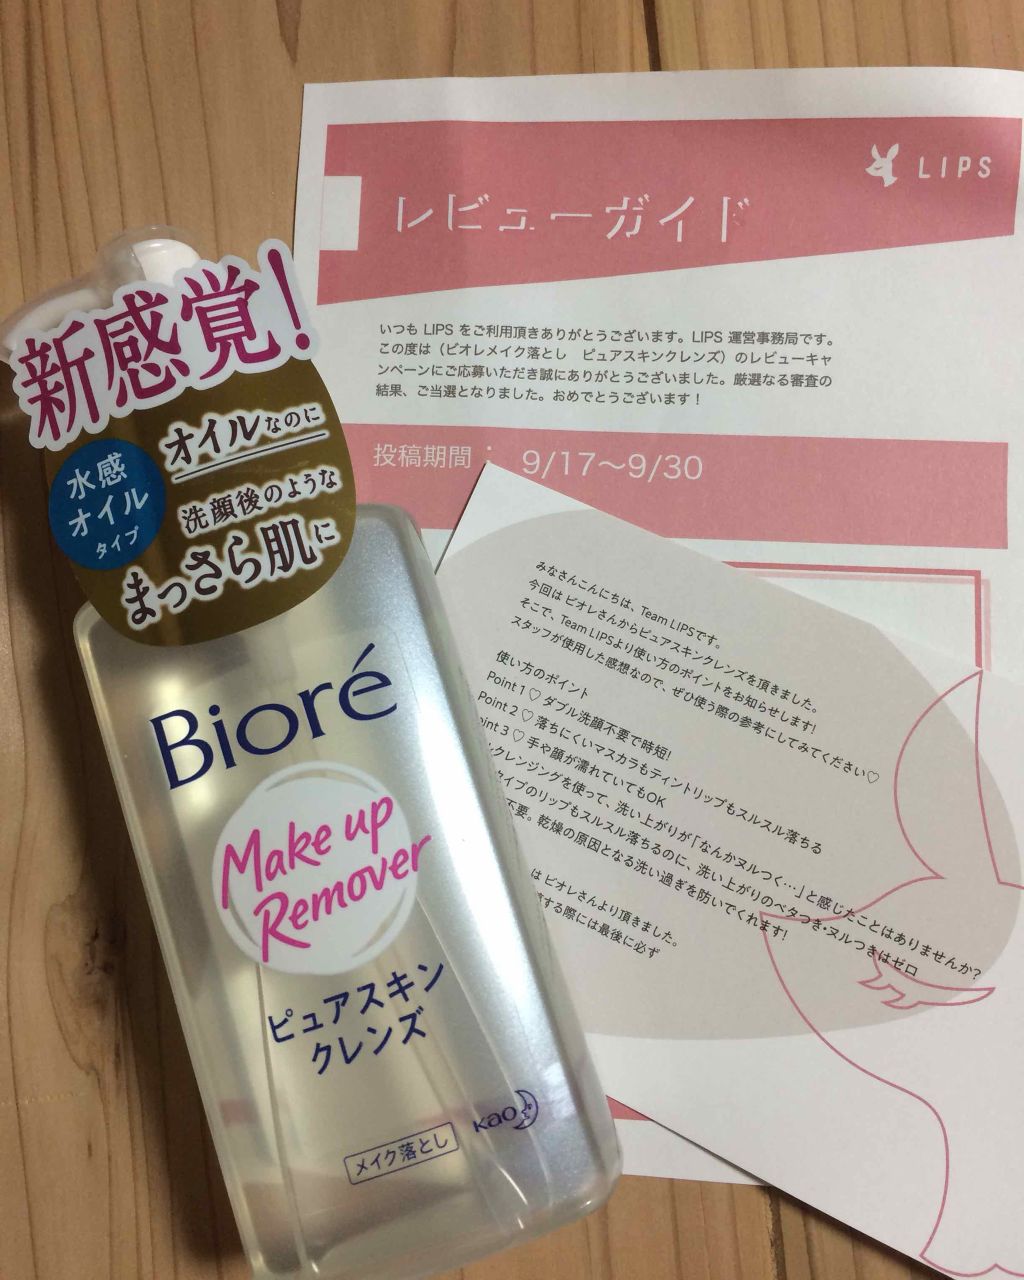 LIPS
レビューガイド
いつも LIPS をご利用頂きありがとうございます。LIPS 運営事務局です。
この度は（ビオレメイク落とし　ピュアスキンクレンズ）のレビューキャ
ンペーンにご応募いただき誠にありがとうございました。厳選なる審査の
結果、ご当選となりました。おめでとうございます！
投稿期間： 9/17〜9/30
新感覚！
水感
オイル
タイプ
オイルなのに
洗顔後のような
まっさら肌に
Bioré
Make up
Remover
ピュアスキン
クレンズ
Kao
メイク落とし
みなさんこんにちは、Team LIPSです。
今回は ビオレさんからピュアスキンクレンズを頂きました。
そこで、Team LIPSより使い方のポイントをお知らせします!
スタッフが使用した感想なので、ぜひ使う際の参考にしてみてください♡
使い方のポイント
Point 1 ♡ ダブル洗顔不要で時短!
Point 2 ♡ 落ちにくいマスカラもティントリップもスルスル落ちる
oint 3 ♡ 手や顔が濡れていてもOK
クレンジングを使って、洗い上がりが「なんかヌルつく…」と感じたことはありませんか?
タイプのリップもスルスル落ちるのに、洗い上がりのベタつき・ヌルつきはゼロ
不要。乾燥の原因となる洗い過ぎを防いでくれます!
は ビオレさんより頂きました。
する際には最後に必ず